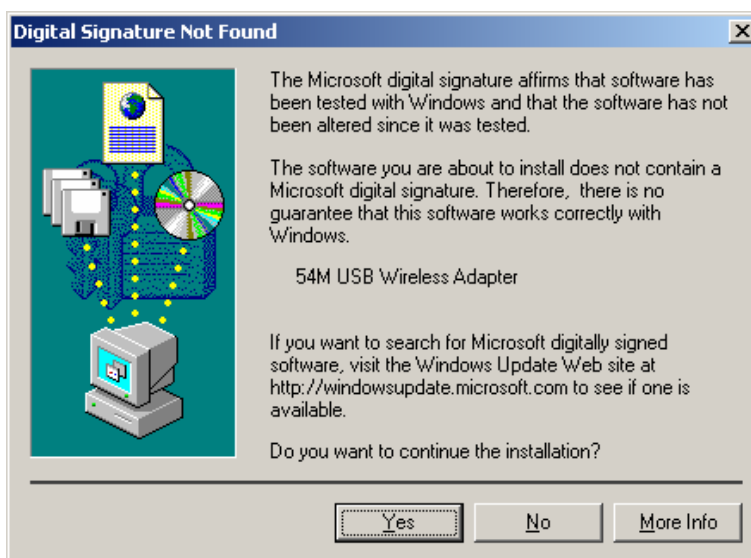 Digital Signature Not Found
The Microsoft digital signature affirms that software has
been tested with Windows and that the software has not
been altered since it was tested.
The software you are about to install does not contain a
Microsoft digital signature. Therefore, there is no
guarantee that this software works correctly with
Windows.
54M USB Wireless Adapter
If you want to search for Microsoft digitally signed
software, visit the Windows Update Web site at
http://windowsupdate.microsoft.com to see if one is
available.
Do you want to continue the installation?
Yes No More Info